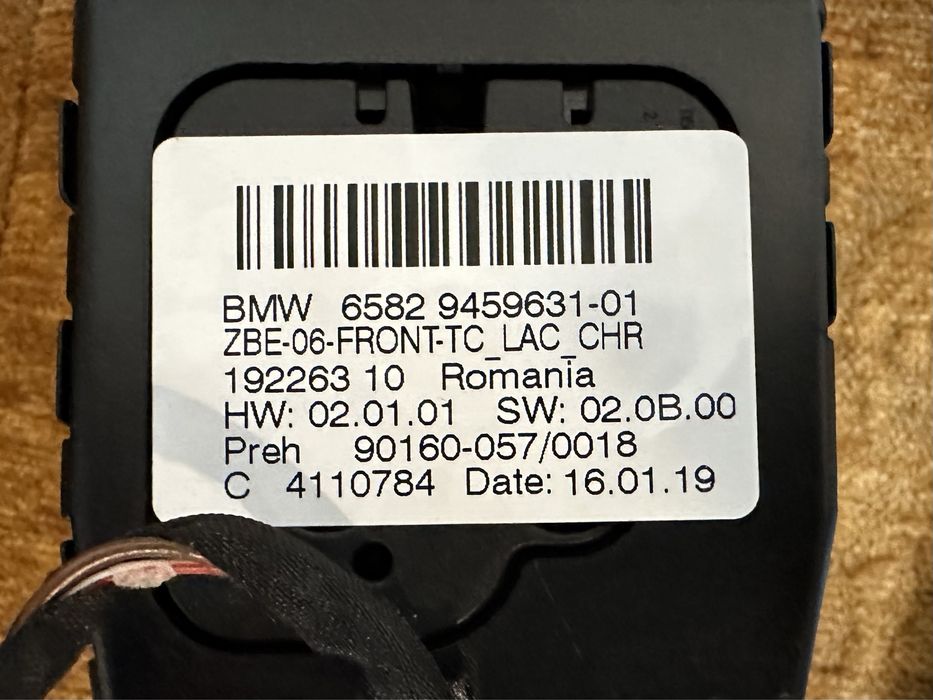 BMW 6582 9459631-01
ZBE-06-FRONT-TC_LAC_CHR
192263 10 Romania
HW: 02.01.01 SW: 02.0B.00
Preh 90160-057/0018
C 4110784 Date: 16.01.19